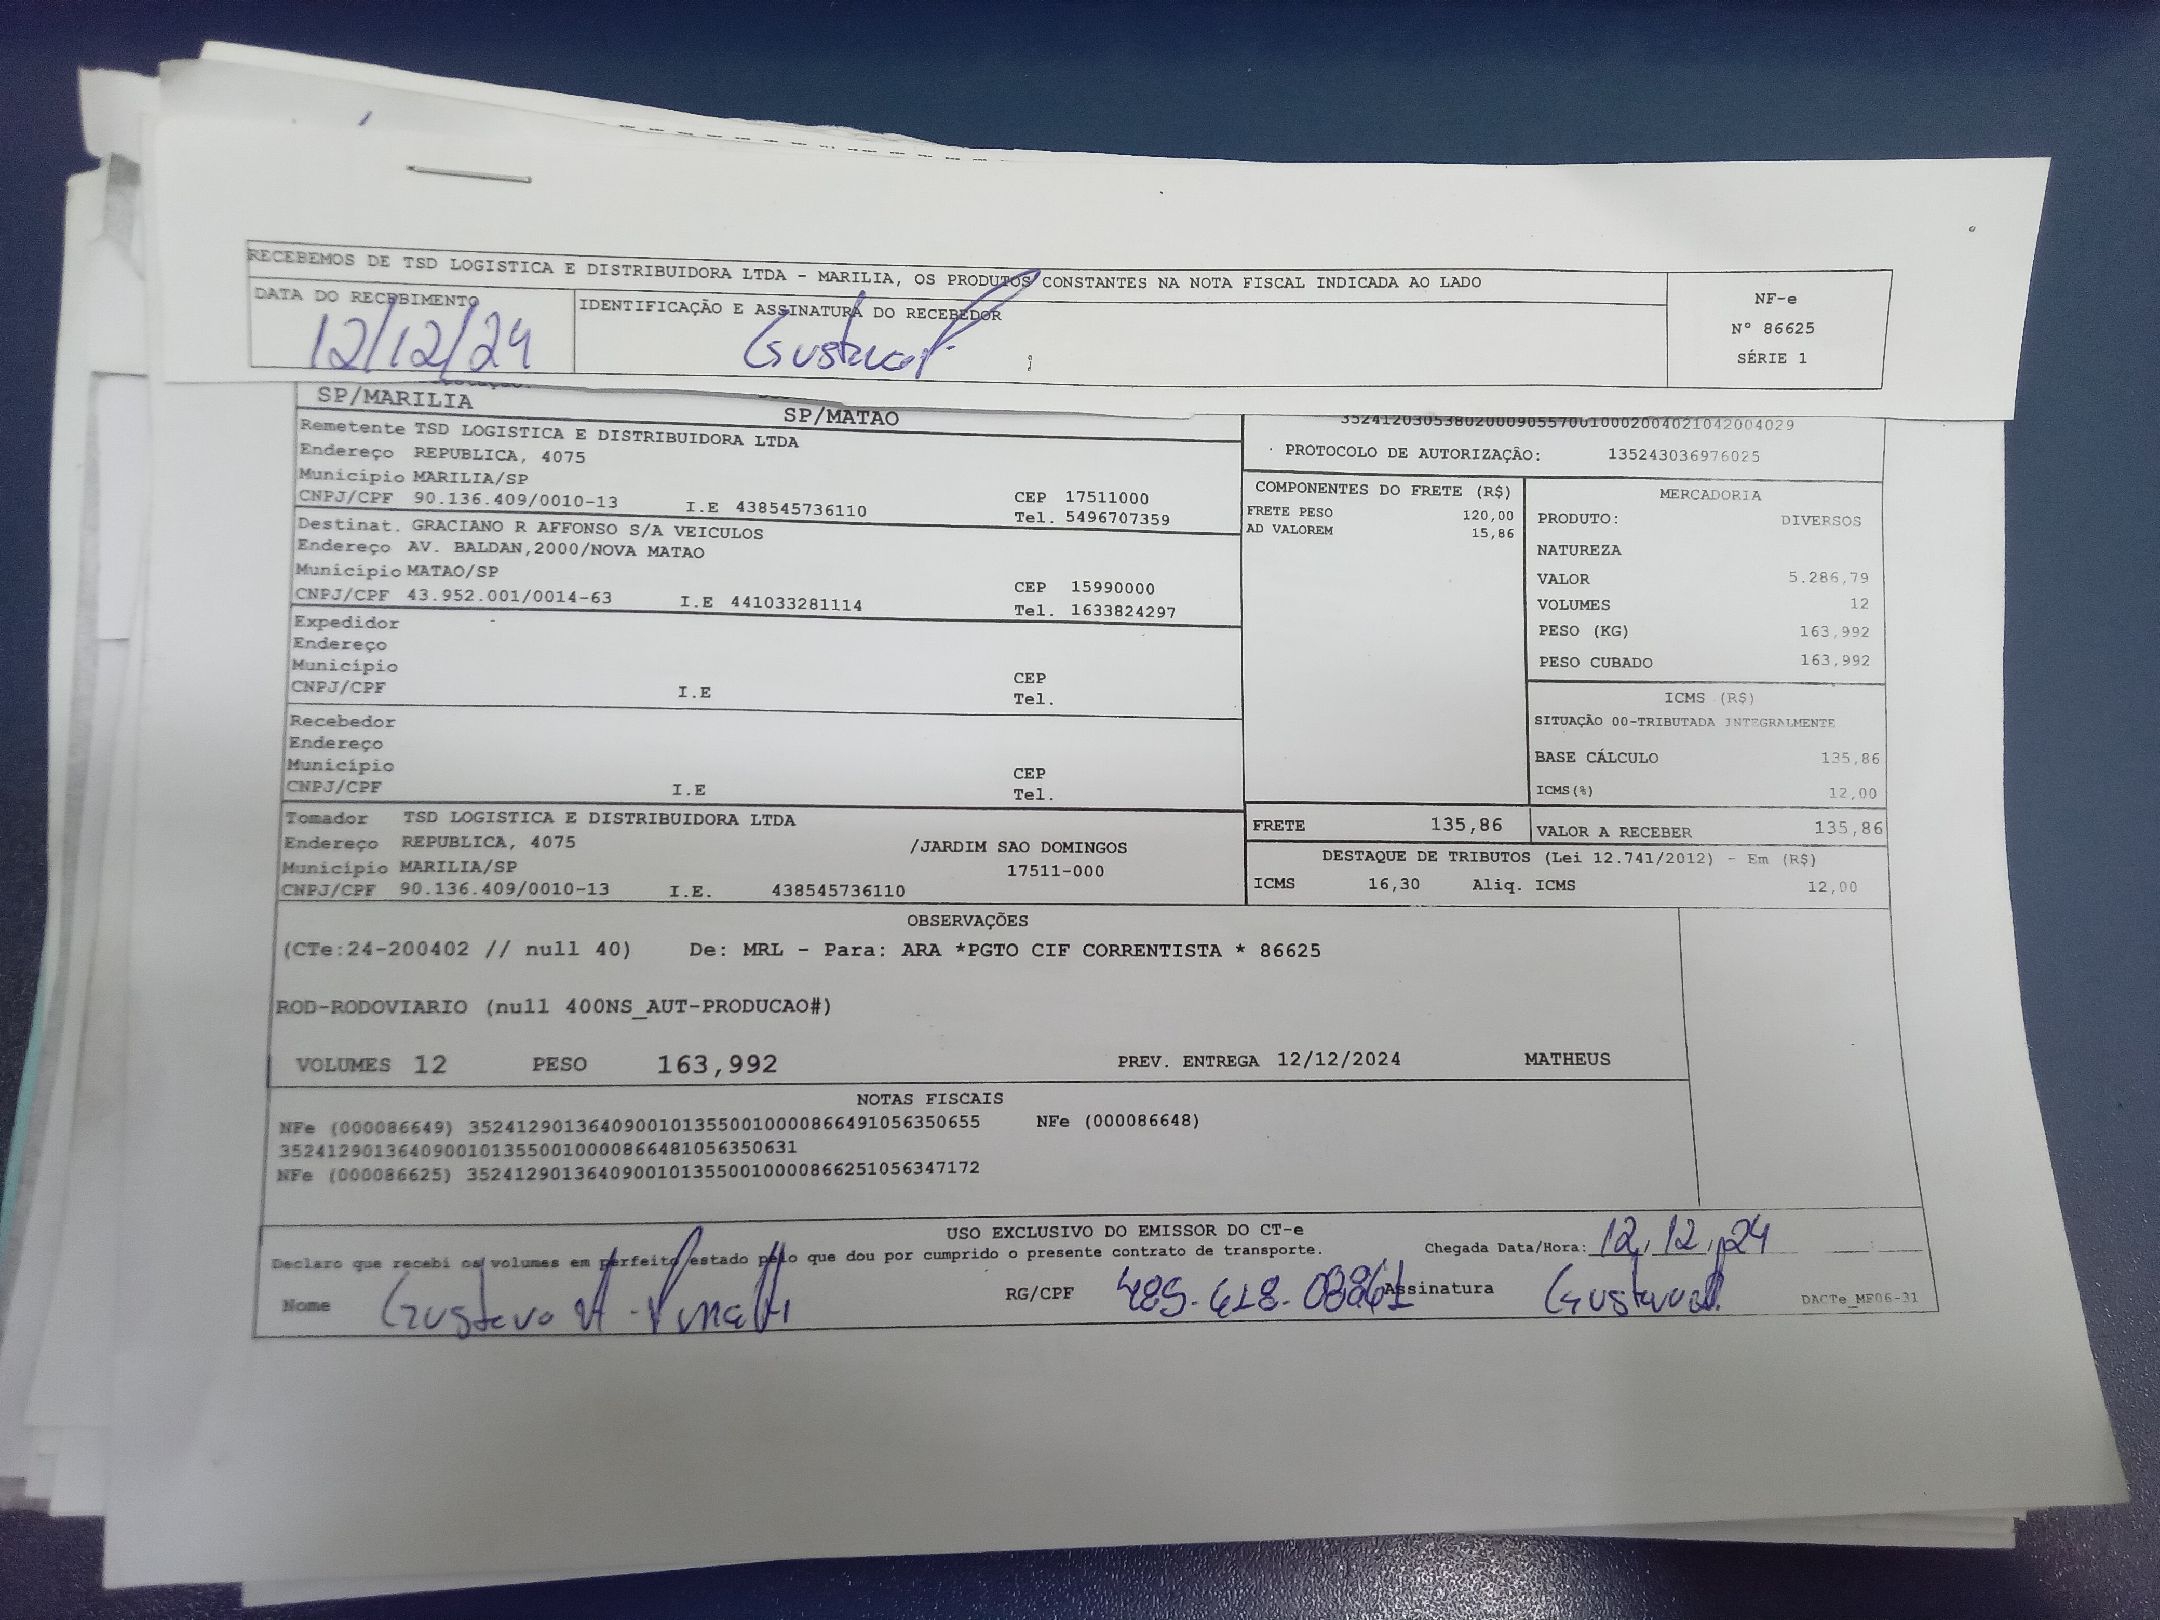 RECEBEMOS DE TSD LOGISTICA E DISTRIBUIDORA LTDA - MARILIA, OS PRODUTOS CONSTANTES NA NOTA FISCAL INDICADA AO LADO
DATA DO RECEBIMENTO
12/12/24
IDENTIFICAÇÃO E ASSINATURA DO RECEBEDOR
Gustavo
NF-e
N° 86625
SÉRIE 1
SP/MARILIA
SP/MATAO
Remetente TSD LOGISTICA E DISTRIBUIDORA LTDA
Endereço REPUBLICA, 4075
Município MARILIA/SP
CNPJ/CPF 90.136.409/0010-13 I.E 438545736110
CEP 17511000
Tel. 5496707359
Destinat. GRACIANO R AFFONSO S/A VEICULOS
Endereço AV. BALDAN,2000/NOVA MATAO
Município MATAO/SP
CNPJ/CPF 43.952.001/0014-63 I.E 441033281114
CEP 15990000
Tel. 1633824297
Expedidor
Endereço
Município
CNPJ/CPF I.E
CEP
Tel.
Recebedor
Endereço
Município
CNPJ/CPF I.E
CEP
Tel.
Tomador TSD LOGISTICA E DISTRIBUIDORA LTDA
Endereço REPUBLICA, 4075 /JARDIM SAO DOMINGOS
Município MARILIA/SP 17511-000
CNPJ/CPF 90.136.409/0010-13 I.E. 438545736110
35241203053802000905570010002004021042004029
PROTOCOLO DE AUTORIZAÇÃO: 135243036976025
COMPONENTES DO FRETE (R$)
FRETE PESO 120,00
AD VALOREM 15,86
MERCADORIA
PRODUTO: DIVERSOS
NATUREZA
VALOR 5.286,79
VOLUMES 12
PESO (KG) 163,992
PESO CUBADO 163,992
ICMS (R$)
SITUAÇÃO 00-TRIBUTADA INTEGRALMENTE
BASE CÁLCULO 135,86
ICMS(%) 12,00
FRETE 135,86
VALOR A RECEBER 135,86
DESTAQUE DE TRIBUTOS (Lei 12.741/2012) - Em (R$)
ICMS 16,30 Aliq. ICMS 12,00
OBSERVAÇÕES
(CTe:24-200402 // null 40) De: MRL - Para: ARA *PGTO CIF CORRENTISTA * 86625
ROD-RODOVIARIO (null 400NS_AUT-PRODUCAO#)
VOLUMES 12 PESO 163,992 PREV. ENTREGA 12/12/2024 MATHEUS
NOTAS FISCAIS
NFe (000086649) 35241290136409001013550010000866491056350655 NFe (000086648)
35241290136409001013550010000866481056350631
NFe (000086625) 35241290136409001013550010000866251056347172
USO EXCLUSIVO DO EMISSOR DO CT-e
Declaro que recebi os volumes em perfeito estado pelo que dou por cumprido o presente contrato de transporte.
Chegada Data/Hora: 12,12,24
Nome Gustavo
RG/CPF
Assinatura Gustavo
DACTe_MF06-31